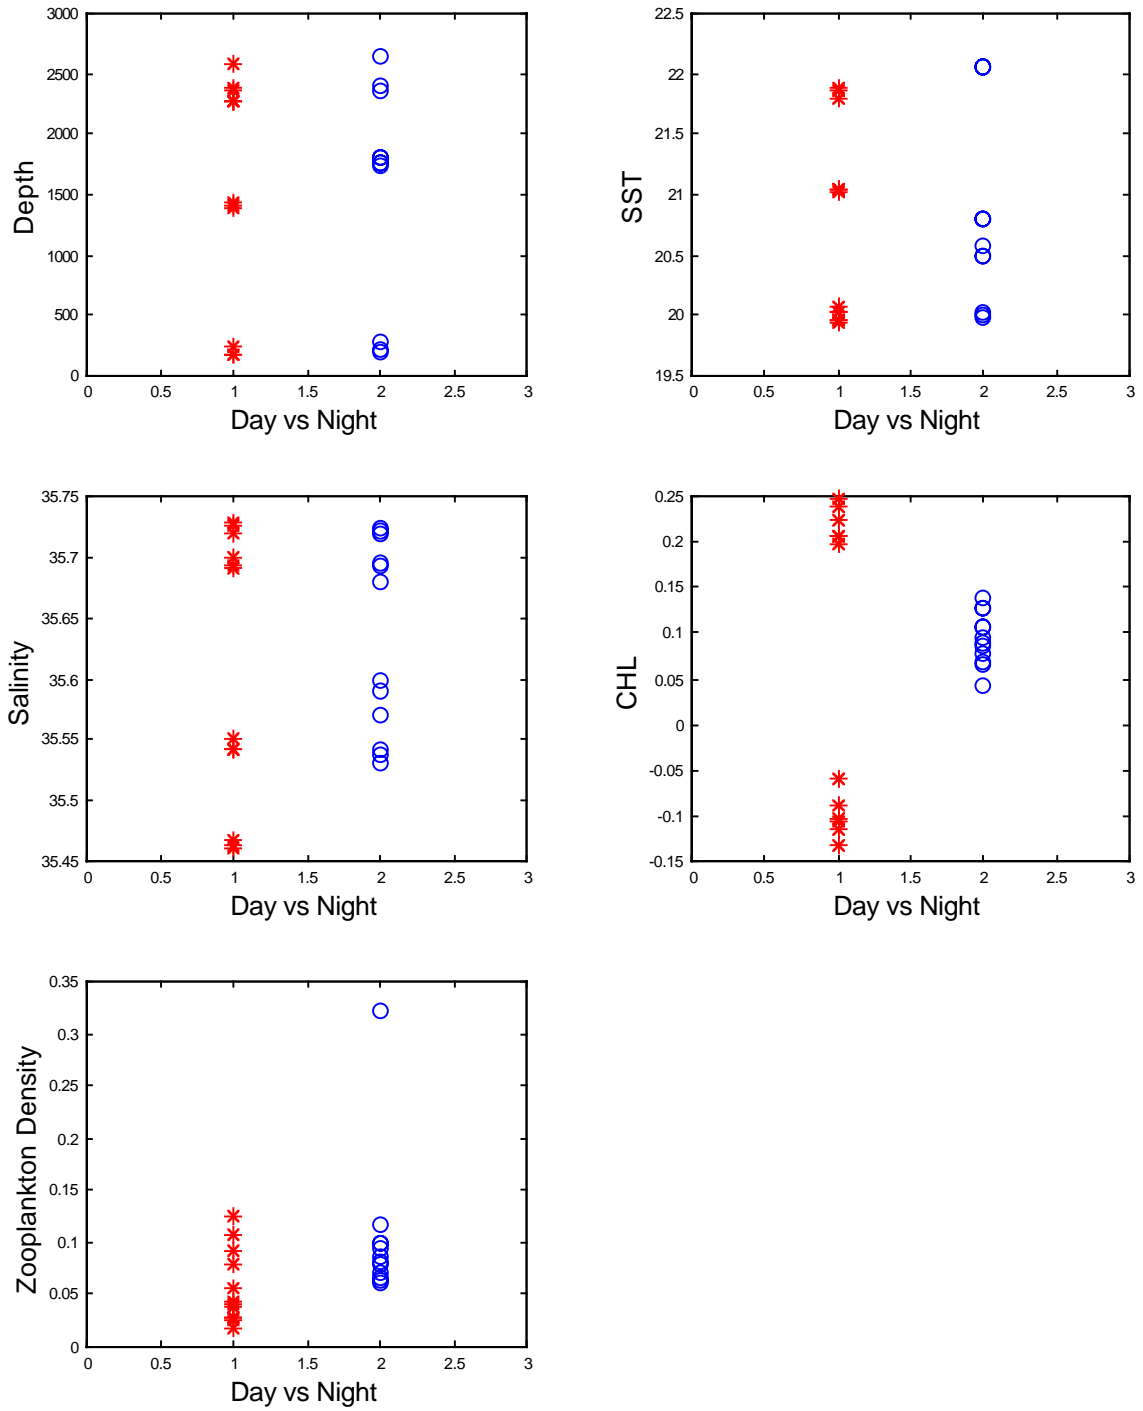 3000
2500
2000
1500
1000
500
0
Depth
0 0.5 1 1.5 2 2.5 3
Day vs Night
22.5
22
21.5
21
20.5
20
19.5
SST
0 0.5 1 1.5 2 2.5 3
Day vs Night
35.75
35.7
35.65
35.6
35.55
35.5
35.45
Salinity
0 0.5 1 1.5 2 2.5 3
Day vs Night
0.25
0.2
0.15
0.1
0.05
0
-0.05
-0.1
-0.15
CHL
0 0.5 1 1.5 2 2.5 3
Day vs Night
0.35
0.3
0.25
0.2
0.15
0.1
0.05
0
Zooplankton Density
0 0.5 1 1.5 2 2.5 3
Day vs Night